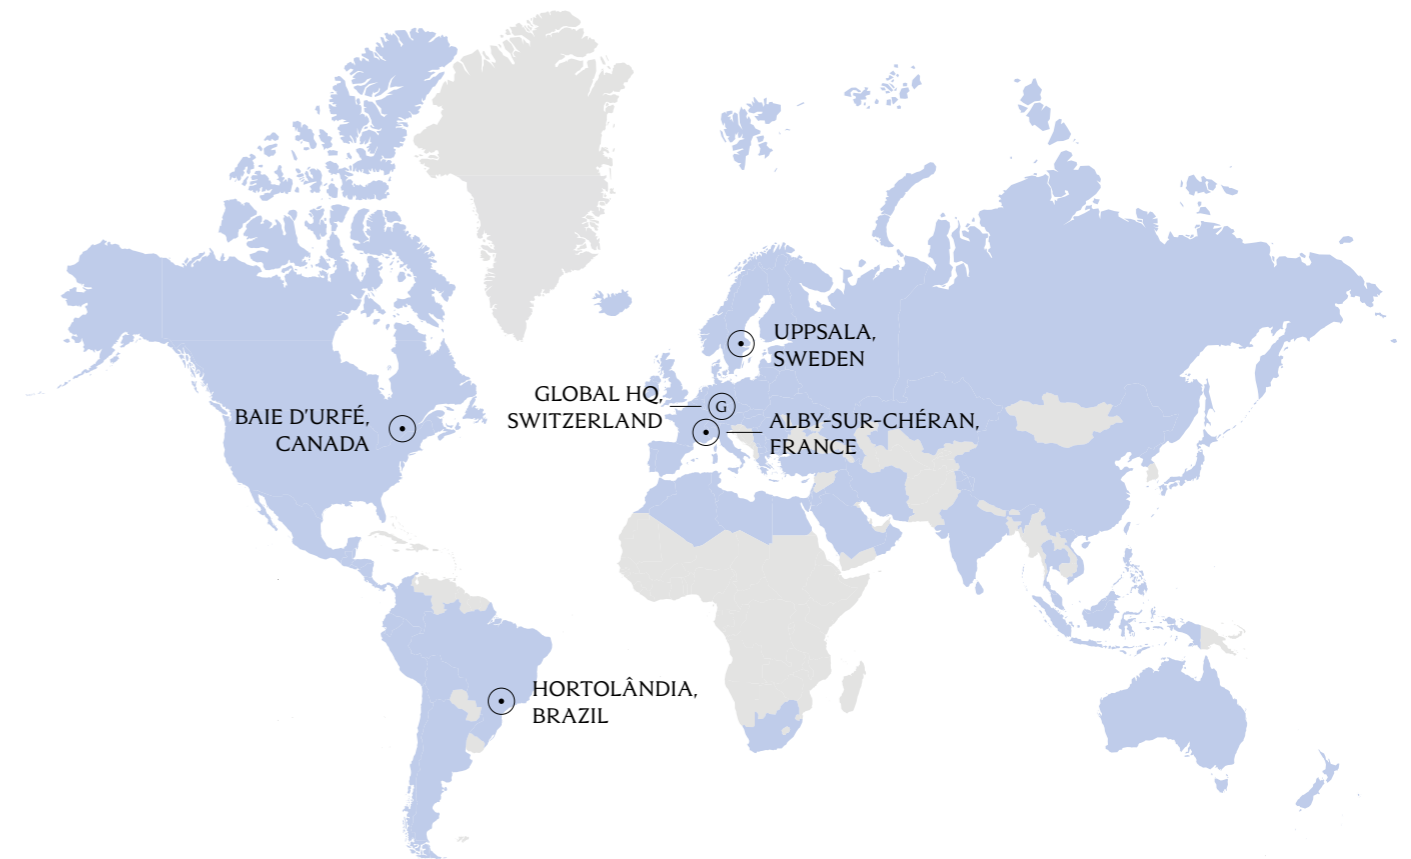 UPPSALA,
SWEDEN
GLOBAL HQ,
SWITZERLAND
G
BAIE D'URFÉ,
CANADA
ALBY-SUR-CHÉRAN,
FRANCE
HORTOLÂNDIA,
BRAZIL